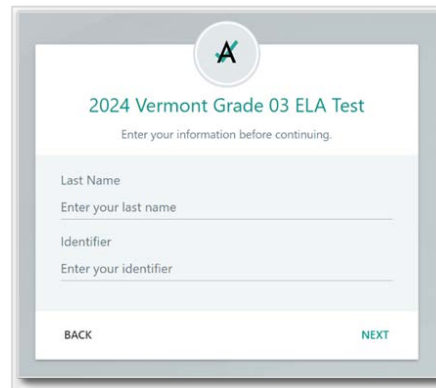 2024 Vermont Grade 03 ELA Test
Enter your information before continuing.
Last Name
Enter your last name
Identifier
Enter your identifier
BACK NEXT